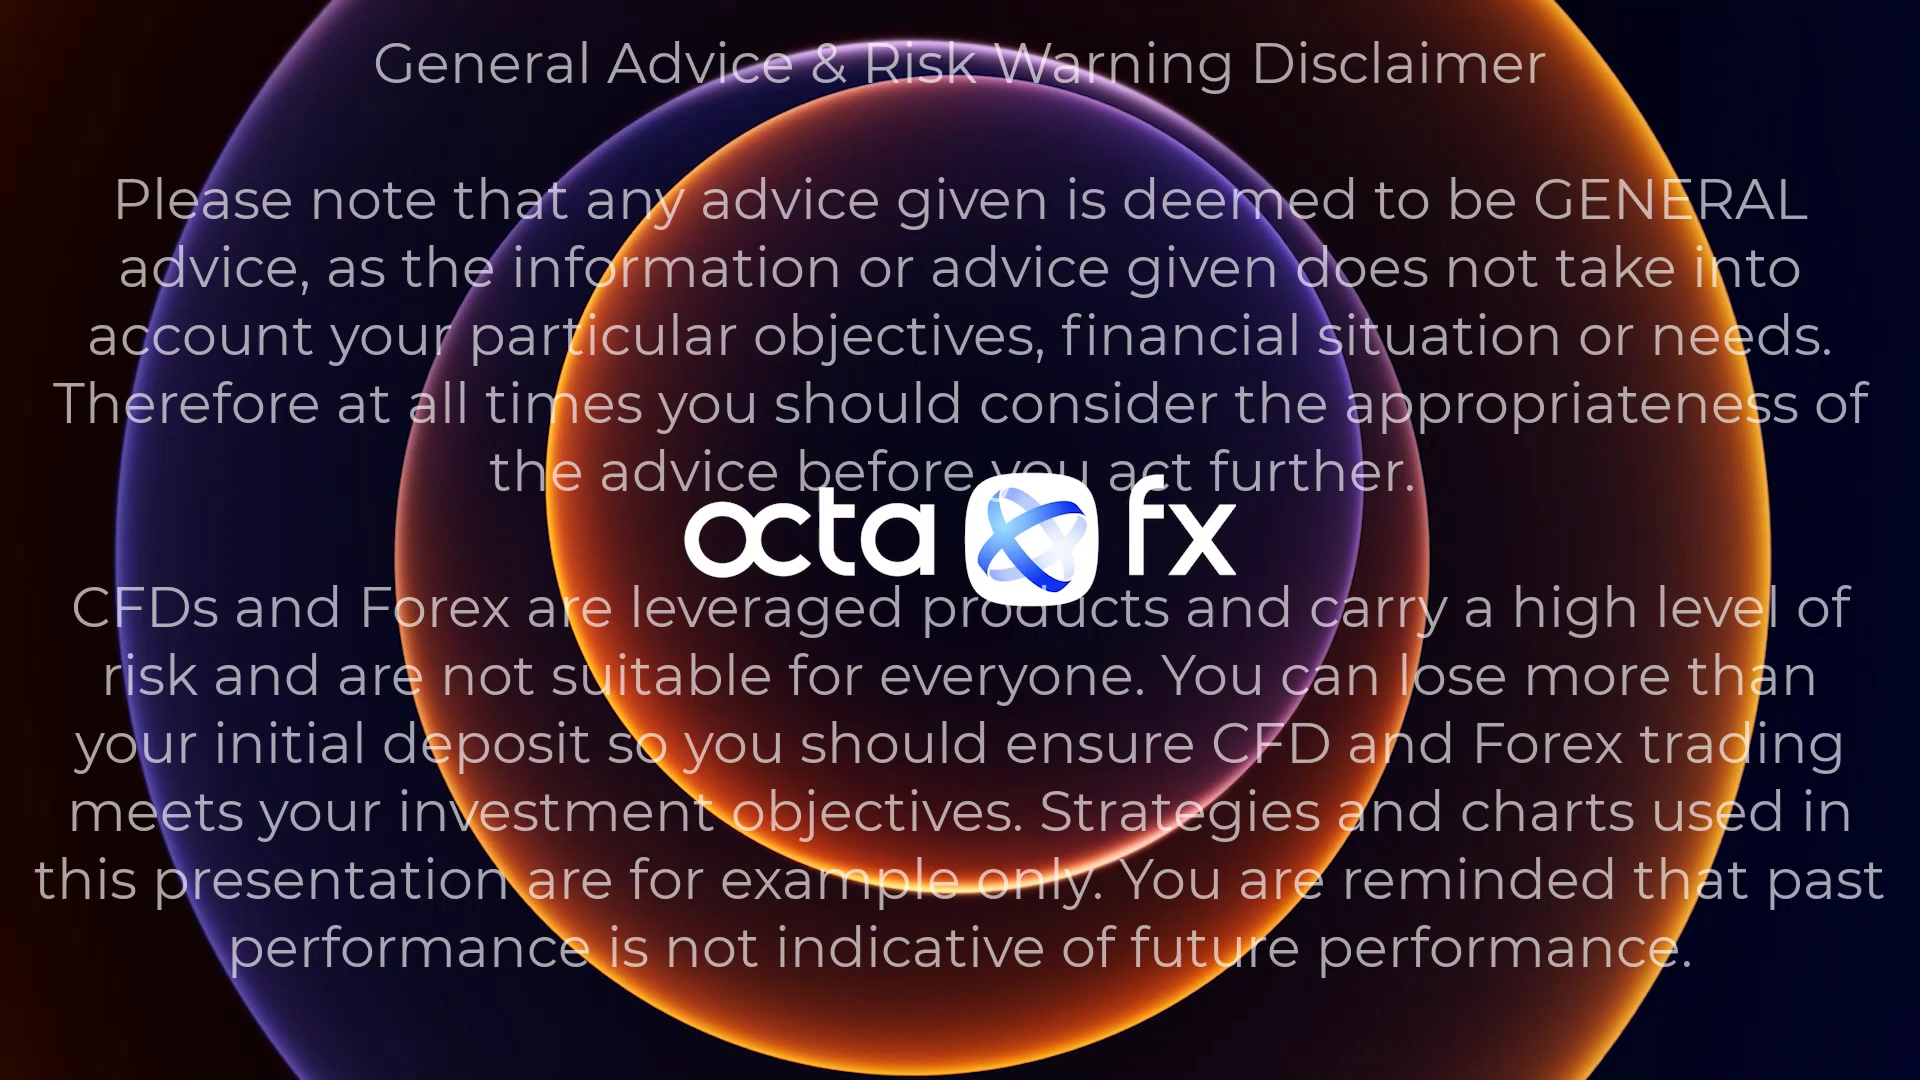 General Advice & Risk Warning Disclaimer
Please note that any advice given is deemed to be GENERAL
advice, as the information or advice given does not take into
account your particular objectives, financial situation or needs.
Therefore at all times you should consider the appropriateness of
the advice before you act further.
octa fx
CFDs and Forex are leveraged products and carry a high level of
risk and are not suitable for everyone. You can lose more than
your initial deposit so you should ensure CFD and Forex trading
meets your investment objectives. Strategies and charts used in
this presentation are for example only. You are reminded that past
performance is not indicative of future performance.